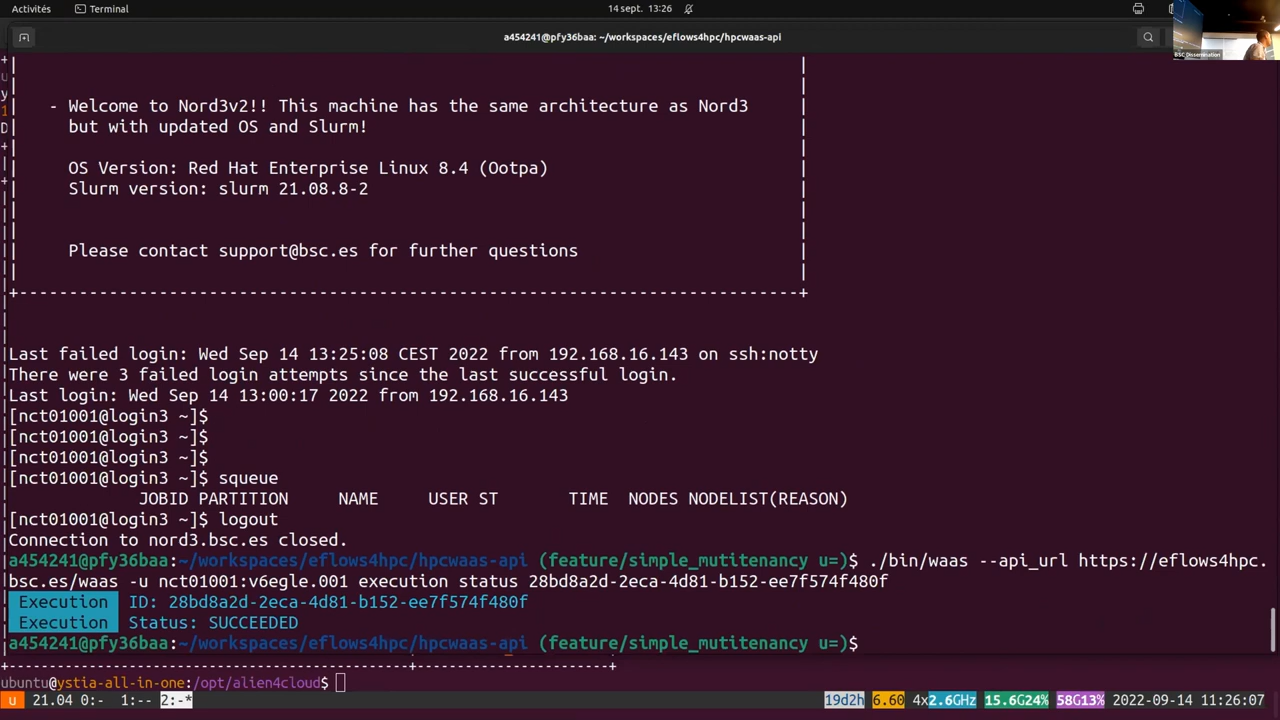 Activités Terminal 14 sept. 13:26
a454241@pfy36baa: ~/workspaces/eflows4hpc/hpcwaas-api
BSC Dissemination
- Welcome to Nord3v2!! This machine has the same architecture as Nord3
but with updated OS and Slurm!
OS Version: Red Hat Enterprise Linux 8.4 (Ootpa)
Slurm version: slurm 21.08.8-2
Please contact support@bsc.es for further questions
Last failed login: Wed Sep 14 13:25:08 CEST 2022 from 192.168.16.143 on ssh:notty
There were 3 failed login attempts since the last successful login.
Last login: Wed Sep 14 13:00:17 2022 from 192.168.16.143
[nct01001@login3 ~]$
[nct01001@login3 ~]$
[nct01001@login3 ~]$
[nct01001@login3 ~]$ squeue
JOBID PARTITION NAME USER ST TIME NODES NODELIST(REASON)
[nct01001@login3 ~]$ logout
Connection to nord3.bsc.es closed.
a454241@pfy36baa:~/workspaces/eflows4hpc/hpcwaas-api (feature/simple_mutitenancy u=)$ ./bin/waas --api_url https://eflows4hpc.
bsc.es/waas -u nct01001:v6egle.001 execution status 28bd8a2d-2eca-4d81-b152-ee7f574f480f
Execution ID: 28bd8a2d-2eca-4d81-b152-ee7f574f480f
Execution Status: SUCCEEDED
a454241@pfy36baa:~/workspaces/eflows4hpc/hpcwaas-api (feature/simple_mutitenancy u=)$
ubuntu@ystia-all-in-one:/opt/alien4cloud$
u 21.04 0:- 1:-- 2:-* 19d2h 6.60 4x2.6GHz 15.6G24% 58G13% 2022-09-14 11:26:07